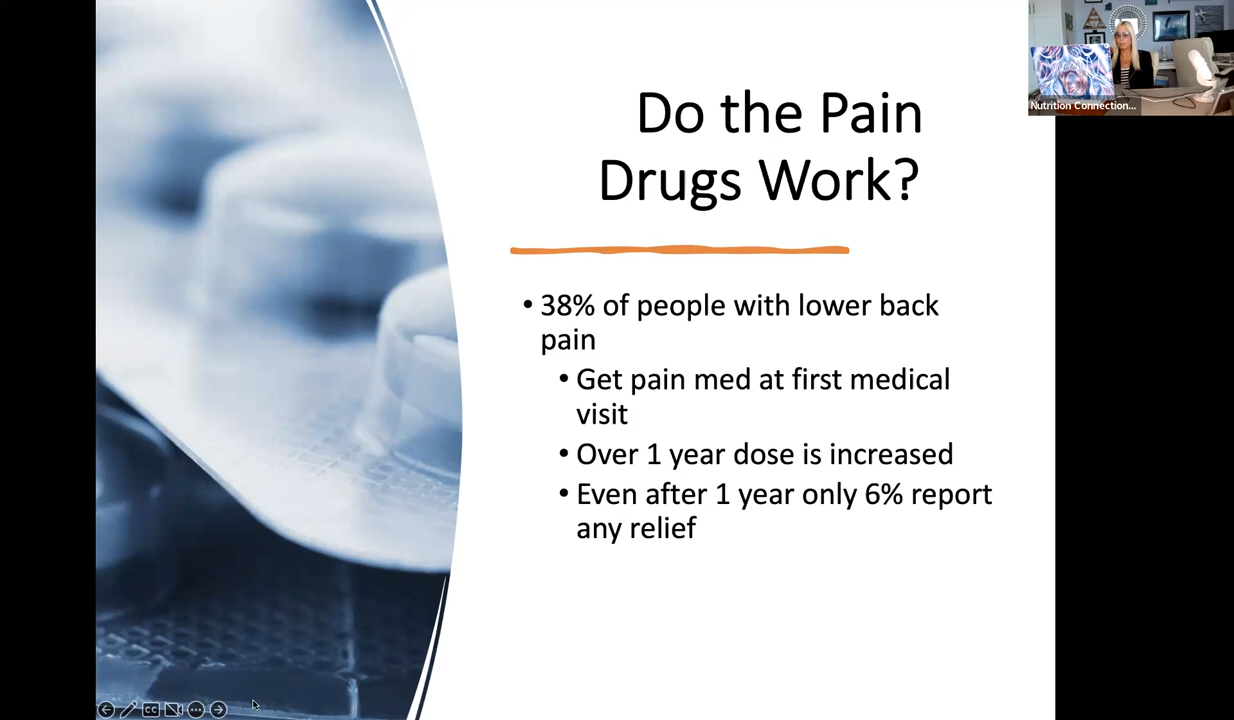 Do the Pain
Drugs Work?
• 38% of people with lower back
pain
• Get pain med at first medical
visit
• Over 1 year dose is increased
• Even after 1 year only 6% report
any relief
Nutrition Connection...
CC